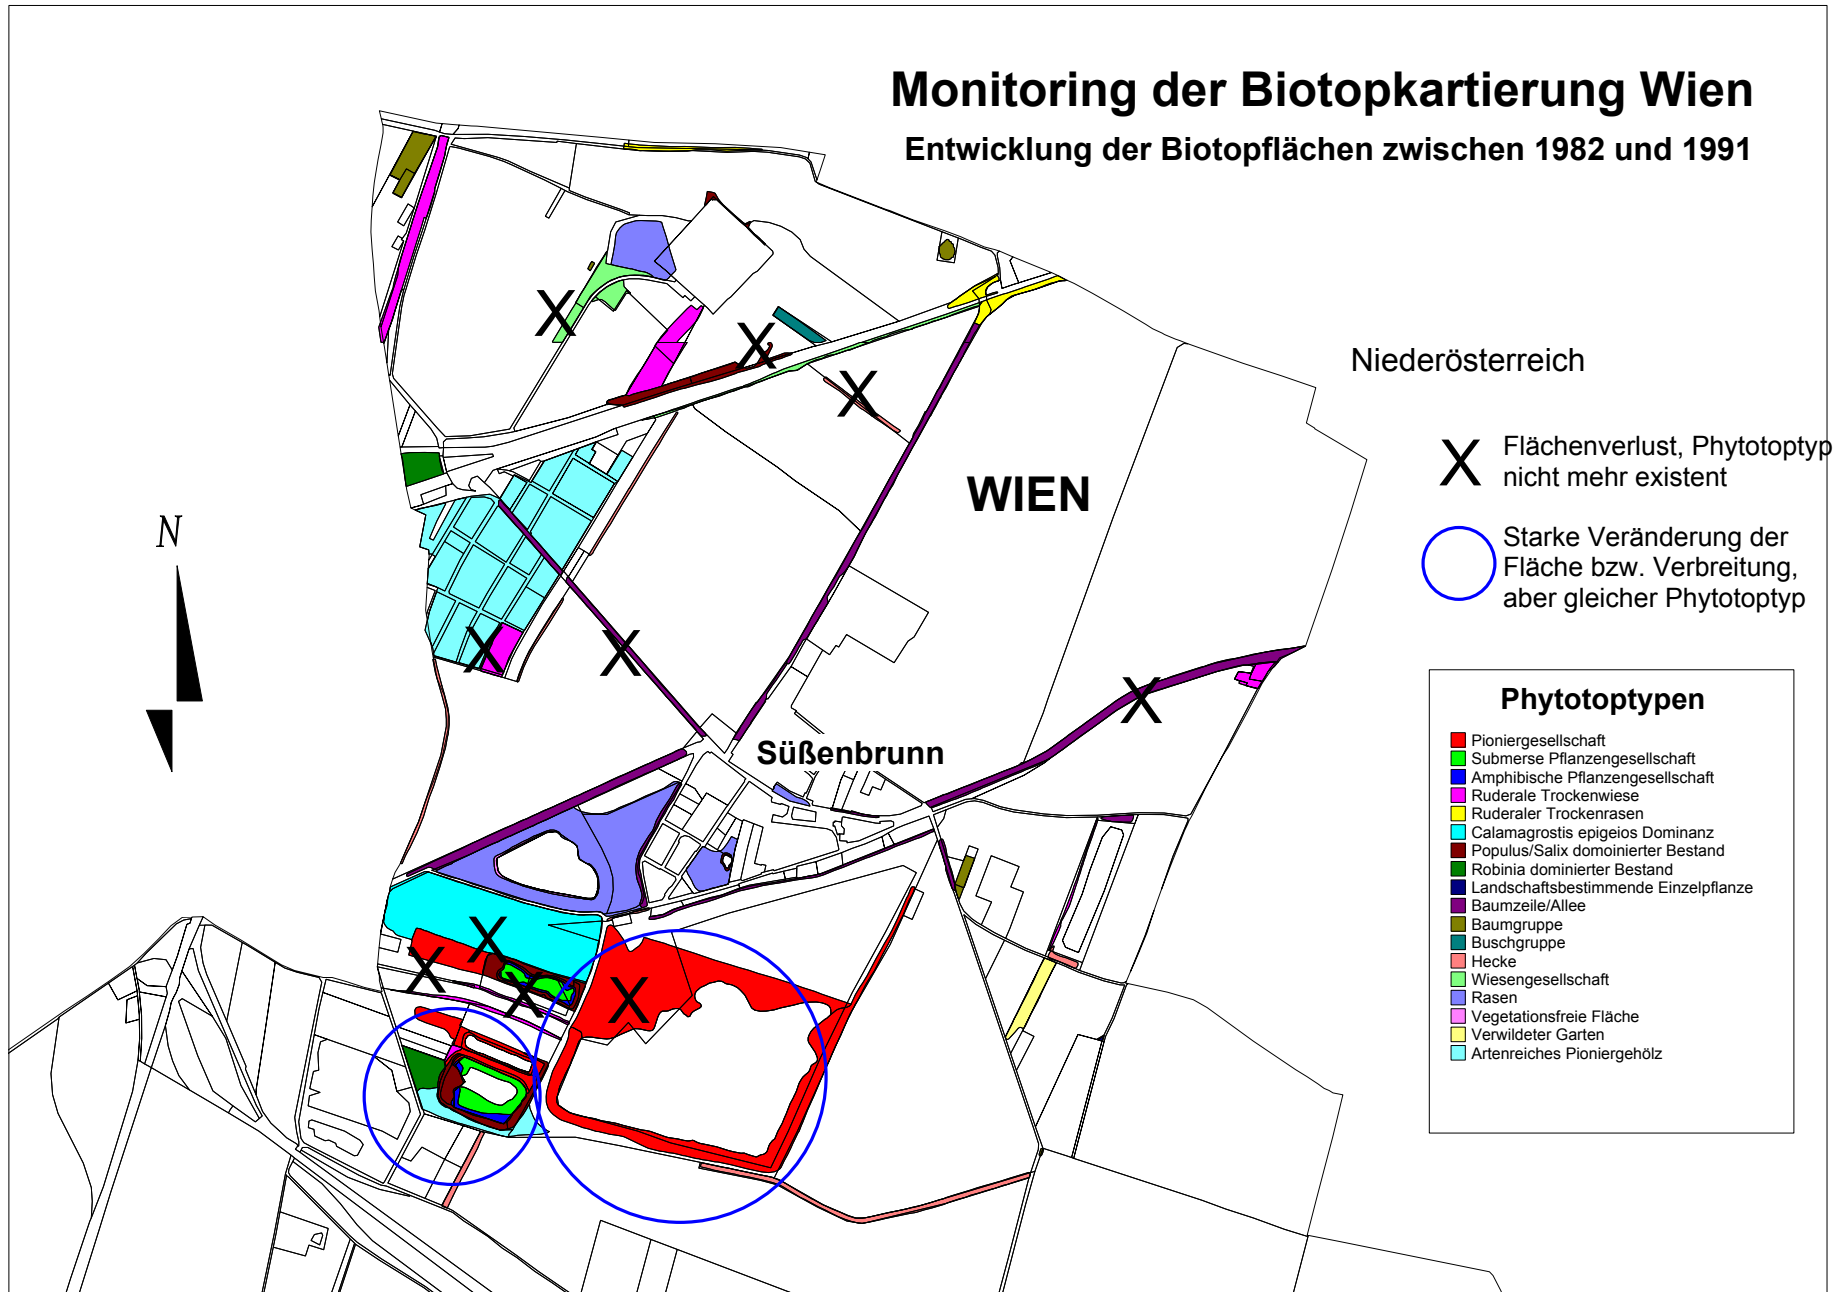 Monitoring der Biotopkartierung Wien
Entwicklung der Biotopflächen zwischen 1982 und 1991
Niederösterreich
X
Flächenverlust, Phytotoptyp
nicht mehr existent
Starke Veränderung der
Fläche bzw. Verbreitung,
aber gleicher Phytotoptyp
WIEN
N
Süßenbrunn
Phytotoptypen
Pioniergesellschaft
Submerse Pflanzengesellschaft
Amphibische Pflanzengesellschaft
Ruderale Trockenwiese
Ruderaler Trockenrasen
Calamagrostis epigeios Dominanz
Populus/Salix domoinierter Bestand
Robinia dominierter Bestand
Landschaftsbestimmende Einzelpflanze
Baumzeile/Allee
Baumgruppe
Buschgruppe
Hecke
Wiesengesellschaft
Rasen
Vegetationsfreie Fläche
Verwildeter Garten
Artenreiches Pioniergehölz
X
X
X
X
X
X
X
X
X
X